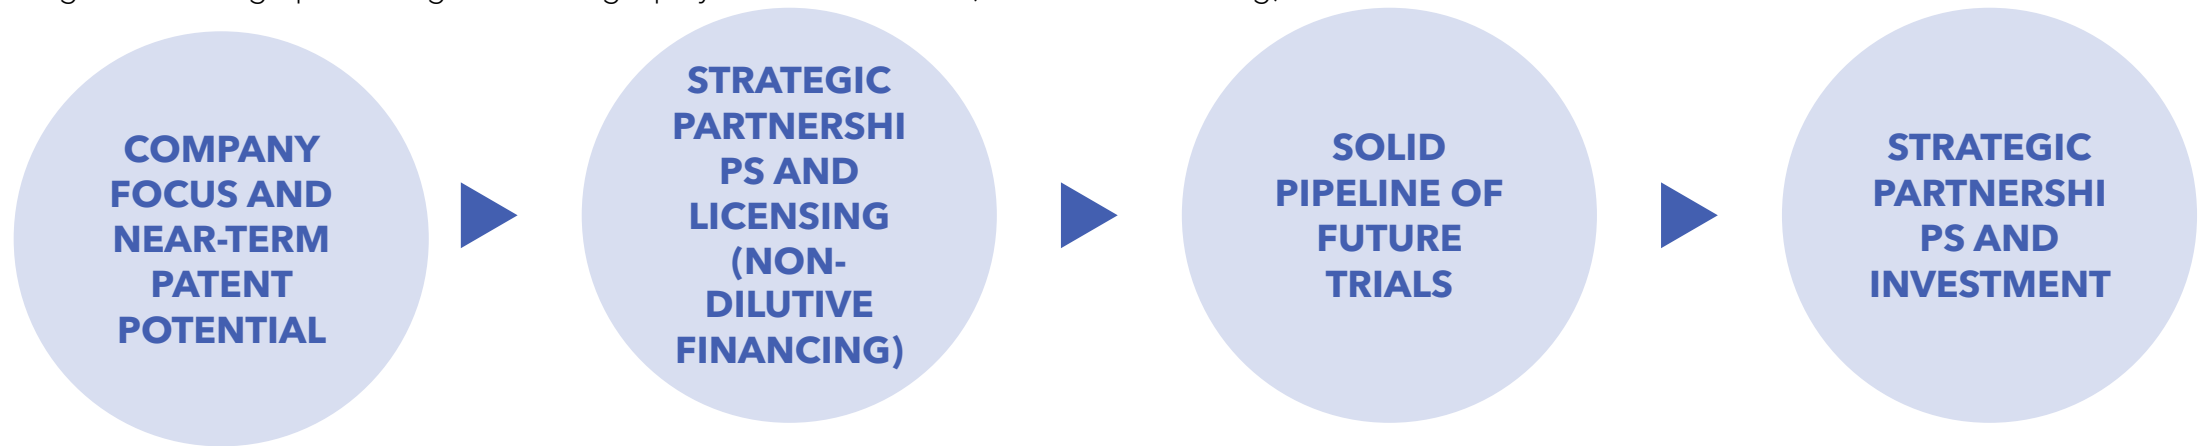 COMPANY
FOCUS AND
NEAR-TERM
PATENT
POTENTIAL
STRATEGIC
PARTNERSHI
PS AND
LICENSING
(NON-
DILUTIVE
FINANCING)
SOLID
PIPELINE OF
FUTURE
TRIALS
STRATEGIC
PARTNERSHI
PS AND
INVESTMENT